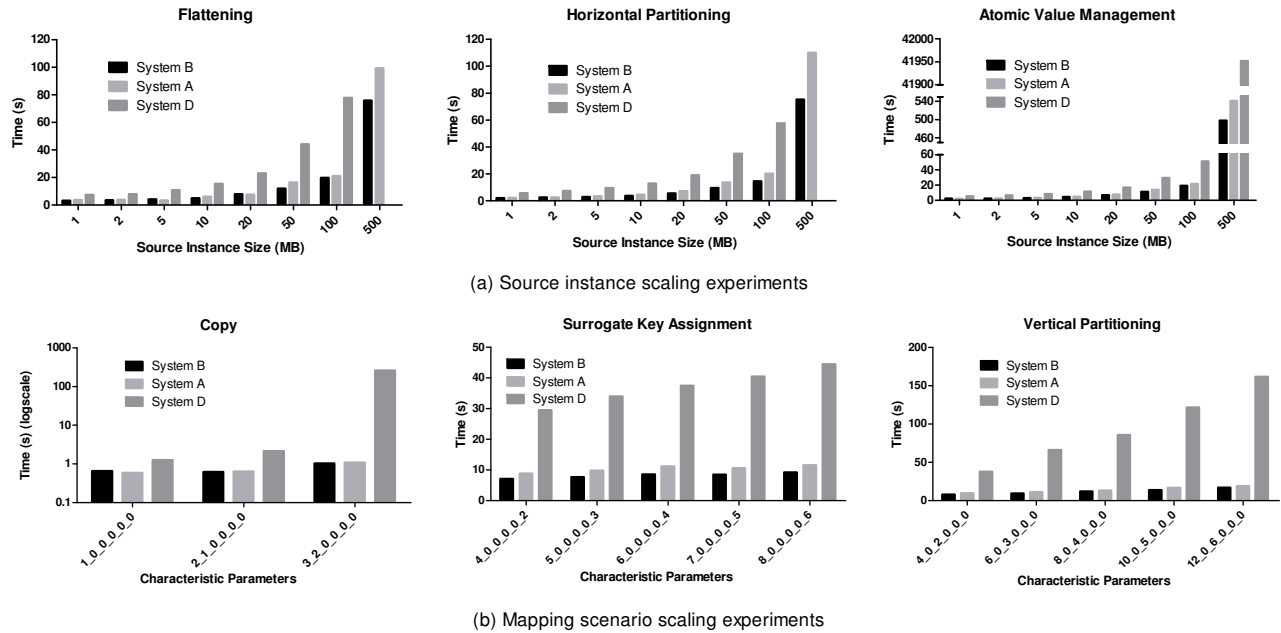 Flattening
120
100
80
60
40
20
0
Time (s)
System B
System A
System D
1
2
5
10
20
50
100
500
Source Instance Size (MB)
Horizontal Partitioning
120
100
80
60
40
20
0
Time (s)
System B
System A
System D
1
2
5
10
20
50
100
500
Source Instance Size (MB)
Atomic Value Management
42000
41950
41900
540
500
460
60
40
20
0
Time (s)
System B
System A
System D
1
2
5
10
20
50
100
500
Source Instance Size (MB)
(a) Source instance scaling experiments
Copy
1000
100
10
1
0.1
Time (s) (logscale)
System B
System A
System D
1_0_0_0_0_0
2_1_0_0_0_0
3_2_0_0_0_0
Characteristic Parameters
Surrogate Key Assignment
50
40
30
20
10
0
Time (s)
System B
System A
System D
4_0_0_0_0_2
5_0_0_0_0_3
6_0_0_0_0_4
7_0_0_0_0_5
8_0_0_0_0_6
Characteristic Parameters
Vertical Partitioning
200
150
100
50
0
Time (s)
System B
System A
System D
4_0_2_0_0_0
6_0_3_0_0_0
8_0_4_0_0_0
10_0_5_0_0_0
12_0_6_0_0_0
Characteristic Parameters
(b) Mapping scenario scaling experiments